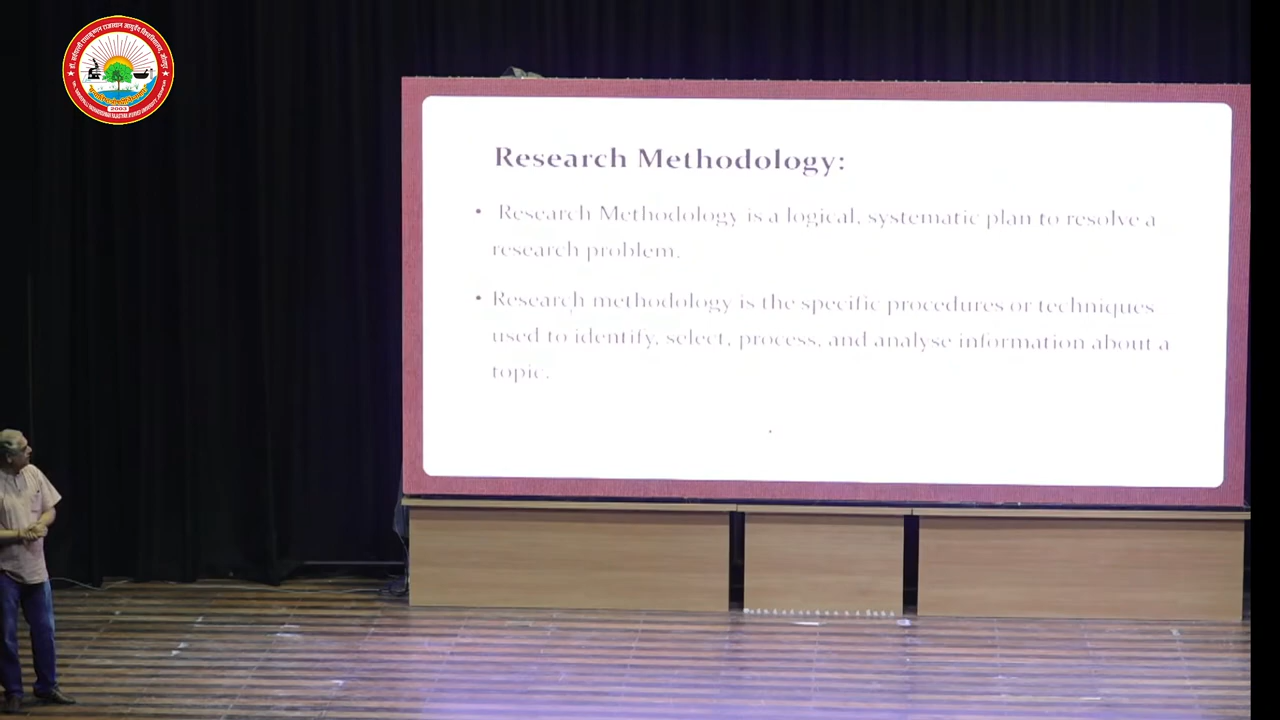 2003
Research Methodology:
• Research Methodology is a logical, systematic plan to resolve a
research problem.
• Research methodology is the specific procedures or techniques
used to identify, select, process, and analyse information about a
topic.